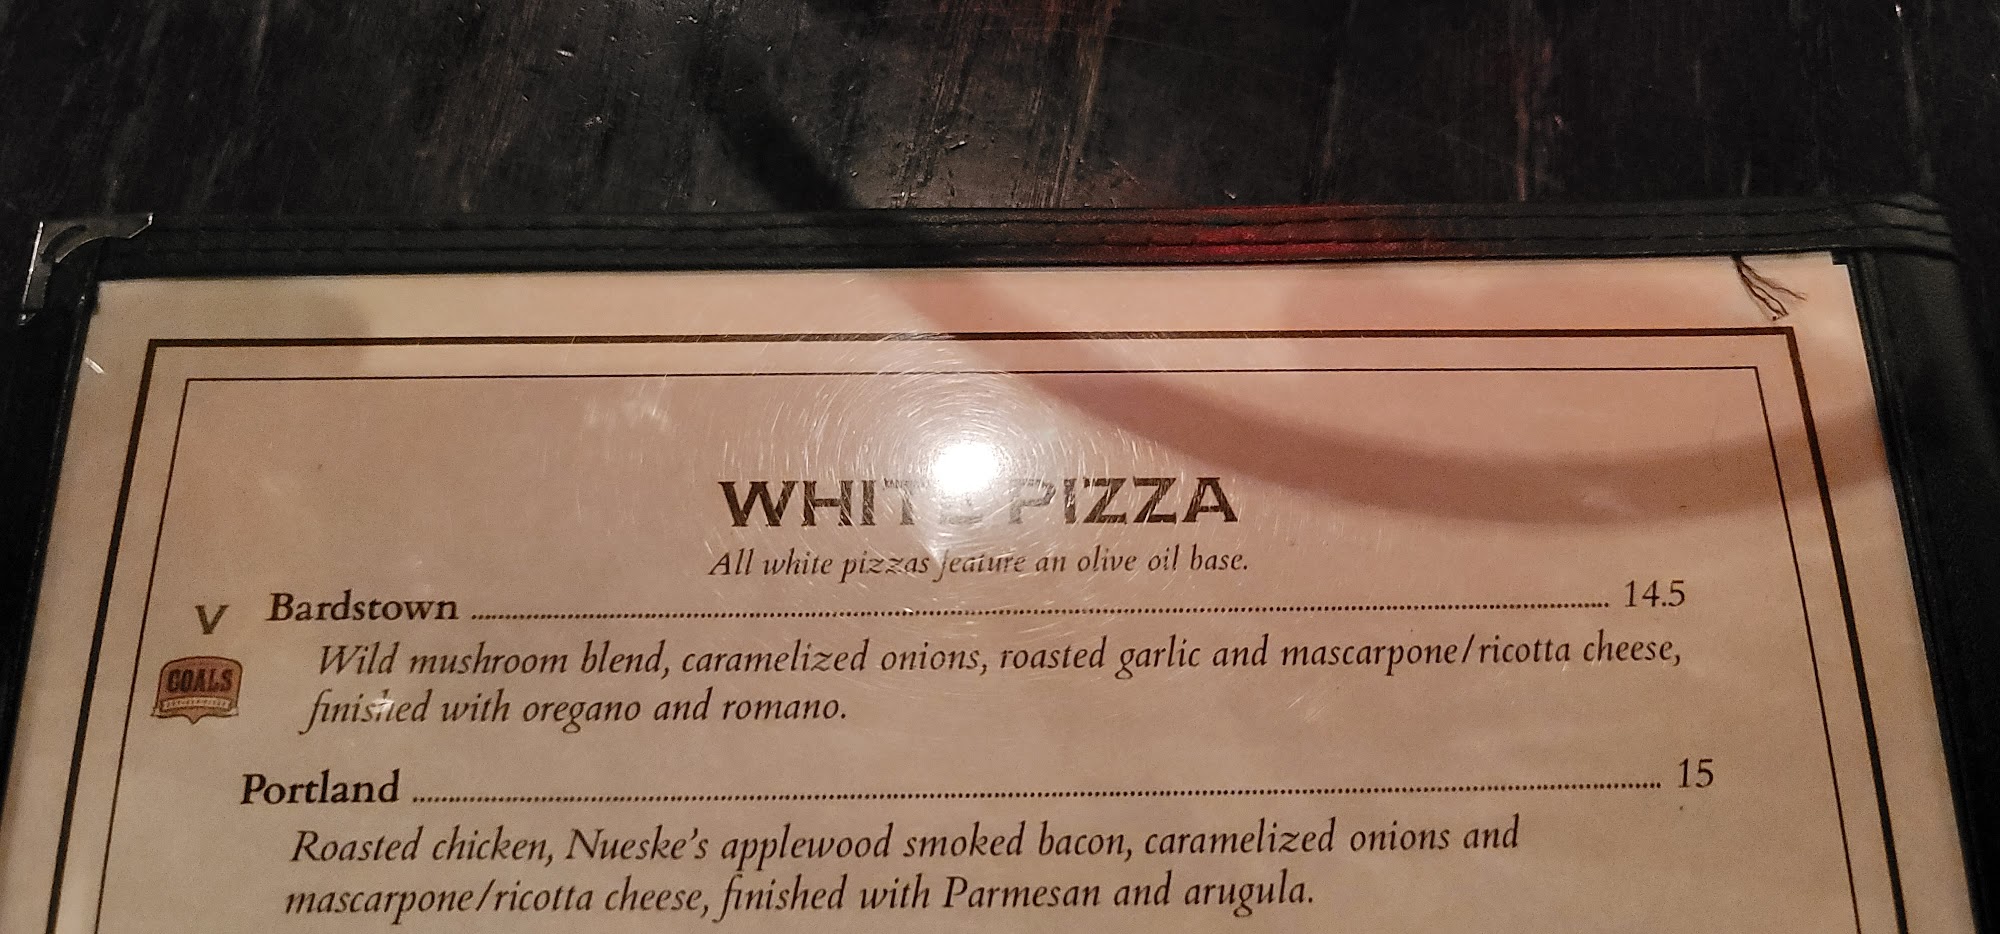 WHITE PIZZA
All white pizzas feature an olive oil base.
V Bardstown ........................................ 14.5
COALS
Wild mushroom blend, caramelized onions, roasted garlic and mascarpone/ricotta cheese,
finished with oregano and romano.
Portland ........................................ 15
Roasted chicken, Nueske's applewood smoked bacon, caramelized onions and
mascarpone/ricotta cheese, finished with Parmesan and arugula.